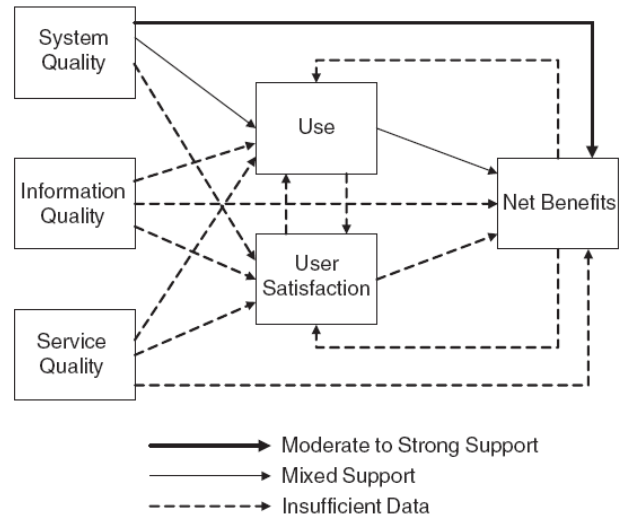 System
Quality
Use
Information
Quality
Net Benefits
User
Satisfaction
Service
Quality
Moderate to Strong Support
Mixed Support
Insufficient Data